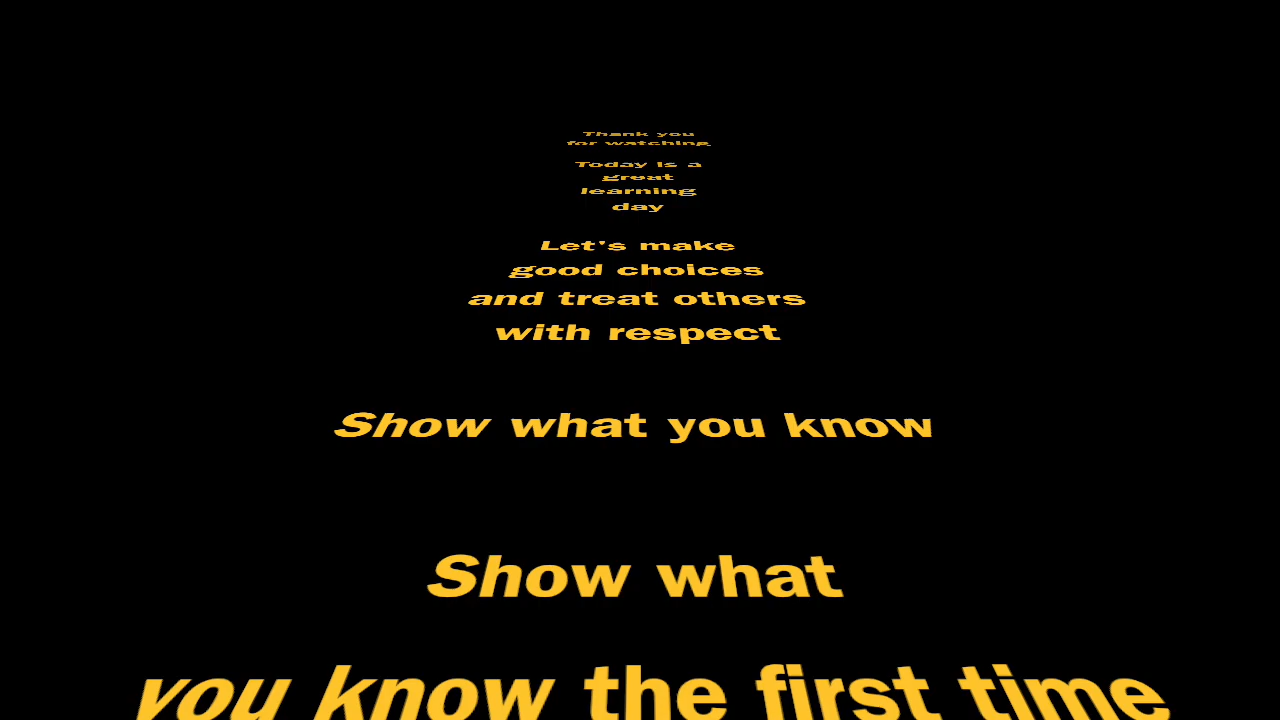 Thank you
for watching
Today is a
great
learning
day
Let's make
good choices
and treat others
with respect
Show what you know
Show what
you know the first time